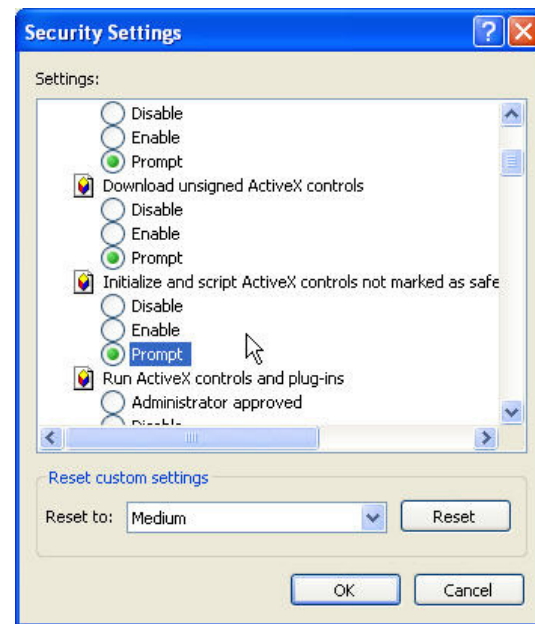 Security Settings
Settings:
Disable
Enable
Prompt
Download unsigned ActiveX controls
Disable
Enable
Prompt
Initialize and script ActiveX controls not marked as safe
Disable
Enable
Prompt
Run ActiveX controls and plug-ins
Administrator approved
Disable
Reset custom settings
Reset to: Medium Reset
OK Cancel